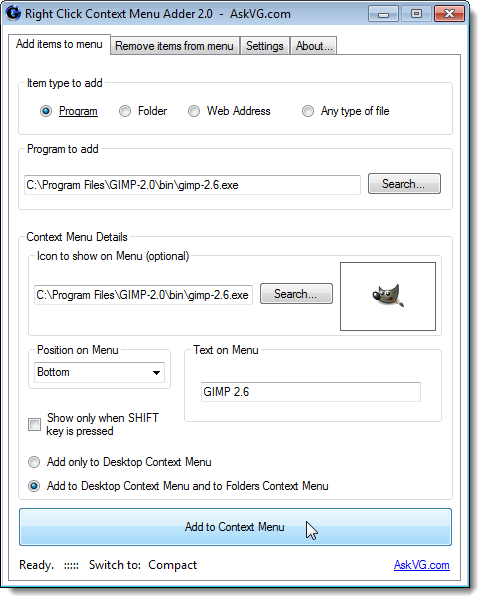 Right Click Context Menu Adder 2.0 - AskVG.com
Add items to menu Remove items from menu Settings About...
Item type to add
Program Folder Web Address Any type of file
Program to add
C:\Program Files\GIMP-2.0\bin\gimp-2.6.exe Search...
Context Menu Details
Icon to show on Menu (optional)
C:\Program Files\GIMP-2.0\bin\gimp-2.6.exe Search...
Position on Menu Text on Menu
Bottom
GIMP 2.6
Show only when SHIFT
key is pressed
Add only to Desktop Context Menu
Add to Desktop Context Menu and to Folders Context Menu
Add to Context Menu
Ready. ::::: Switch to: Compact AskVG.com